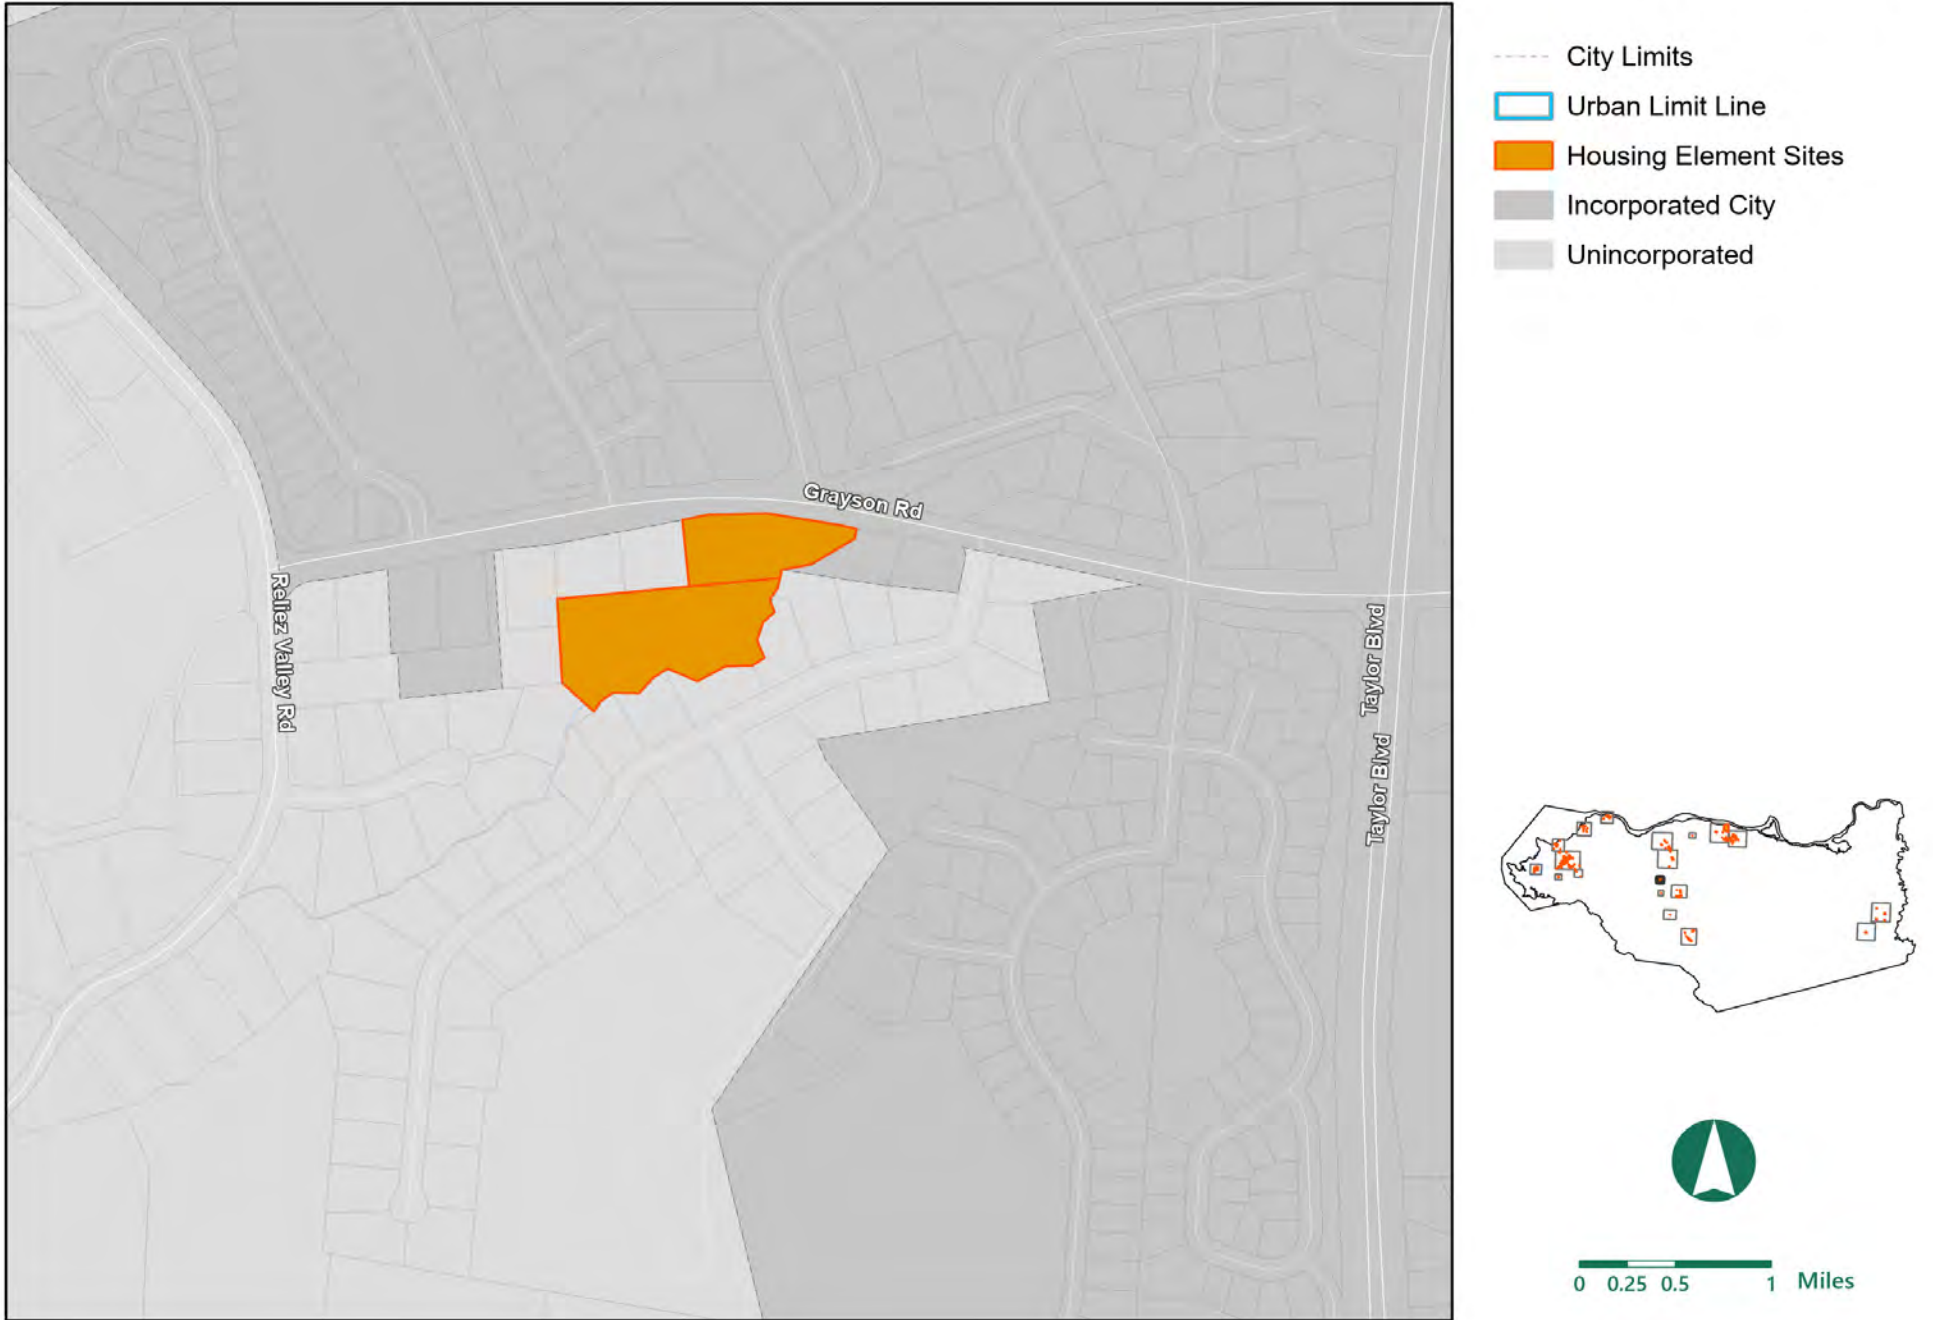 City Limits
Urban Limit Line
Housing Element Sites
Incorporated City
Unincorporated
Grayson Rd
Reliez Valley Rd
Taylor Blvd
Taylor Blvd
0 0.25 0.5 1 Miles